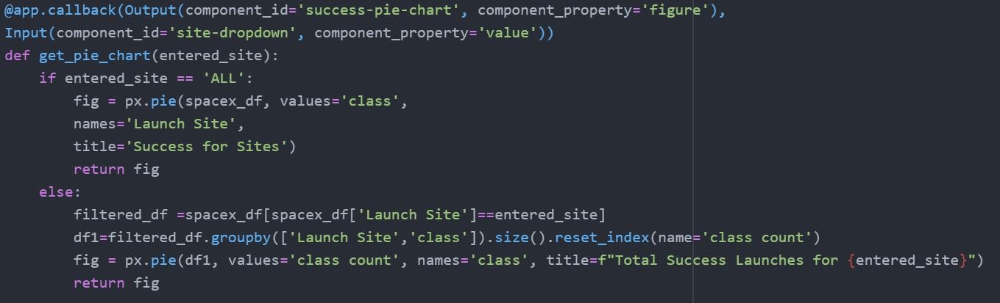 @app.callback(Output(component_id='success-pie-chart', component_property='figure'),
Input(component_id='site-dropdown', component_property='value'))
def get_pie_chart(entered_site):
    if entered_site == 'ALL':
        fig = px.pie(spacex_df, values='class',
        names='Launch Site',
        title='Success for Sites')
        return fig
    else:
        filtered_df =spacex_df[spacex_df['Launch Site']==entered_site]
        df1=filtered_df.groupby(['Launch Site','class']).size().reset_index(name='class count')
        fig = px.pie(df1, values='class count', names='class', title=f"Total Success Launches for {entered_site}")
        return fig